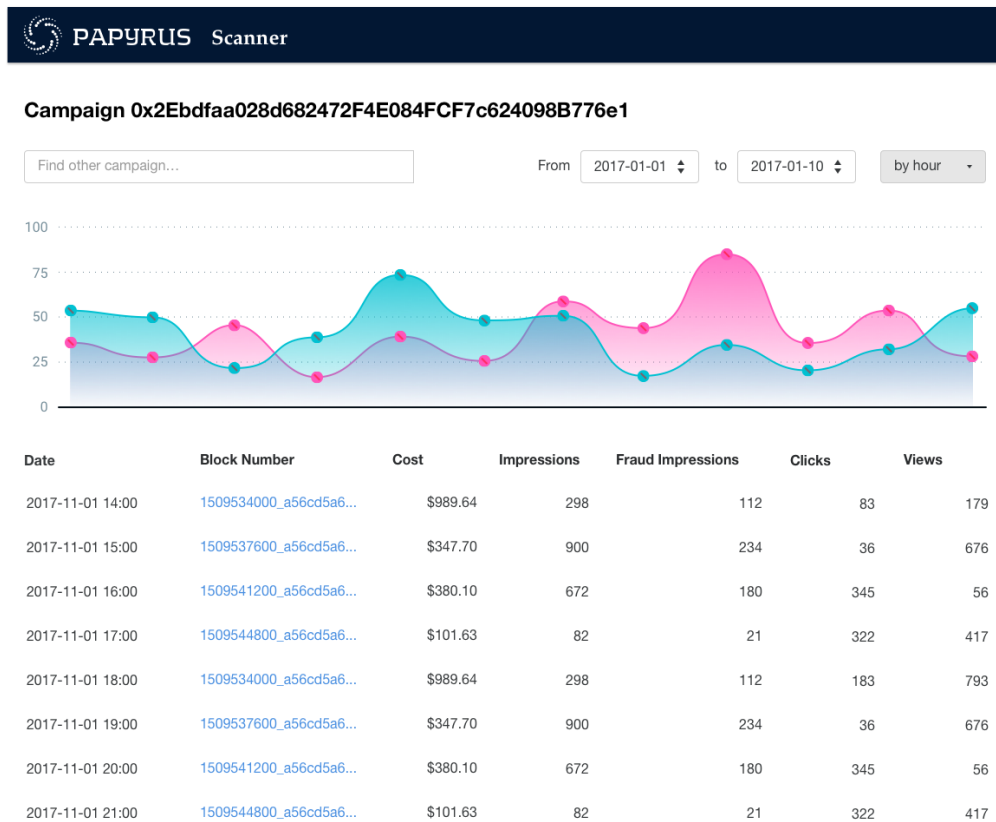 PAPYRUS Scanner
Campaign 0x2Ebdfaa028d682472F4E084FCF7c624098B776e1
Find other campaign... From 2017-01-01 to 2017-01-10 by hour
100
75
50
25
0
Date Block Number Cost Impressions Fraud Impressions Clicks Views
2017-11-01 14:00 1509534000_a56cd5a6... $989.64 298 112 83 179
2017-11-01 15:00 1509537600_a56cd5a6... $347.70 900 234 36 676
2017-11-01 16:00 1509541200_a56cd5a6... $380.10 672 180 345 56
2017-11-01 17:00 1509544800_a56cd5a6... $101.63 82 21 322 417
2017-11-01 18:00 1509534000_a56cd5a6... $989.64 298 112 183 793
2017-11-01 19:00 1509537600_a56cd5a6... $347.70 900 234 36 676
2017-11-01 20:00 1509541200_a56cd5a6... $380.10 672 180 345 56
2017-11-01 21:00 1509544800_a56cd5a6... $101.63 82 21 322 417